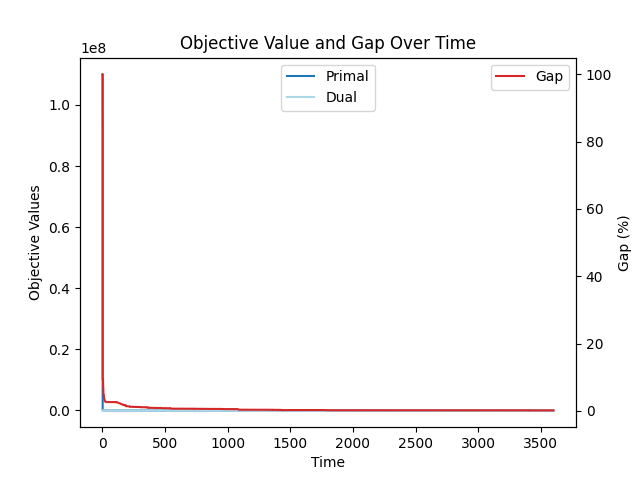 Objective Value and Gap Over Time
1e8
Primal
Dual
Gap
1.0
0.8
0.6
0.4
0.2
0.0
Objective Values
100
80
60
40
20
0
Gap (%)
0
500
1000
1500
2000
2500
3000
3500
Time